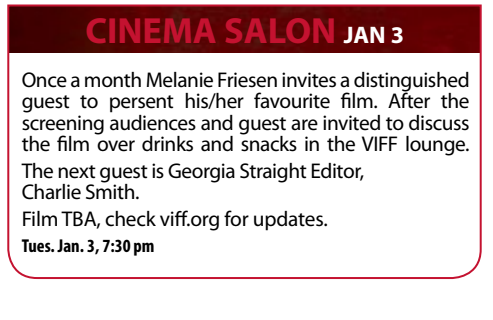 CINEMA SALON JAN 3
Once a month Melanie Friesen invites a distinguished
guest to persent his/her favourite film. After the
screening audiences and guest are invited to discuss
the film over drinks and snacks in the VIFF lounge.
The next guest is Georgia Straight Editor,
Charlie Smith.
Film TBA, check viff.org for updates.
Tues. Jan. 3, 7:30 pm